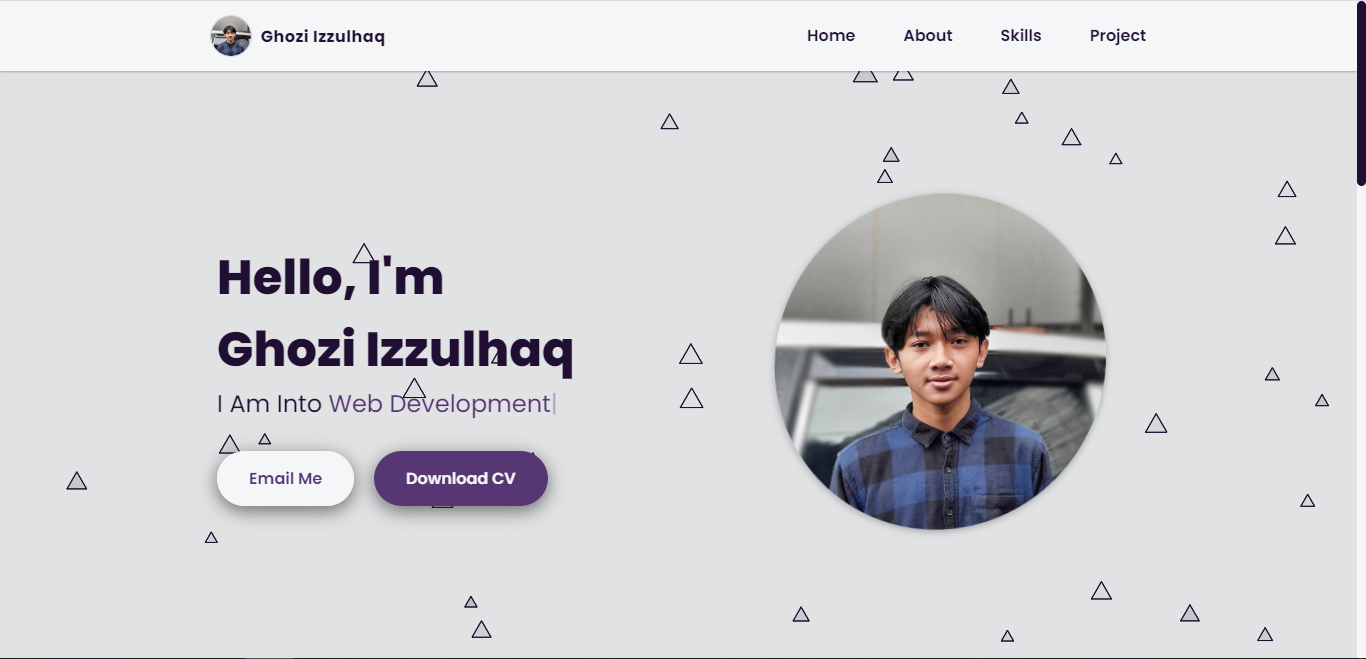 Ghozi Izzulhaq
Home About Skills Project
Hello, I'm
Ghozi Izzulhaq
I Am Into Web Development|
Email Me
Download CV